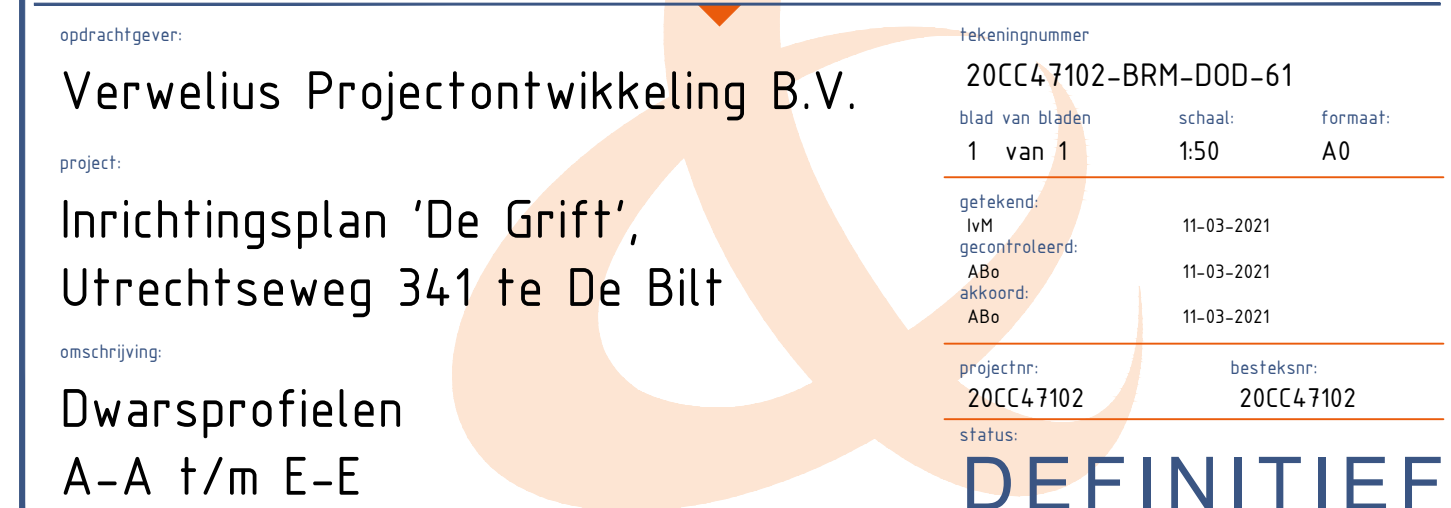 opdrachtgever:
Verwelius Projectontwikkeling B.V.
project:
Inrichtingsplan 'De Grift',
Utrechtseweg 341 te De Bilt
omschrijving:
Dwarsprofielen
A-A t/m E-E
tekeningnummer
20CC47102-BRM-DOD-61
blad van bladen schaal: formaat:
1 van 1 1:50 A0
getekend:
IvM 11-03-2021
gecontroleerd:
ABo 11-03-2021
akkoord:
ABo 11-03-2021
projectnr: besteksnr:
20CC47102 20CC47102
status:
DEFINITIEF